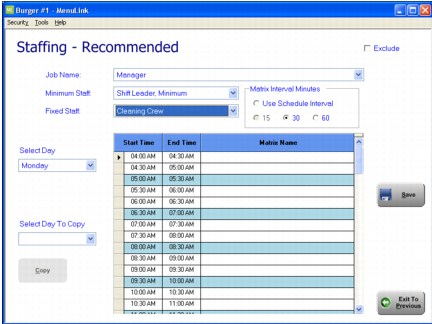 Burger #1 - MenuLink
Security Tools Help
Staffing - Recommended
Exclude
Job Name: Manager
Minimum Staff: Shift Leader, Minimum
Fixed Staff: Cleaning Crew
Matrix Interval Minutes
Use Schedule Interval
15 30 60
Select Day
Monday
Select Day To Copy
Copy
Start Time End Time Matrix Name
04:00 AM 04:30 AM
04:30 AM 05:00 AM
05:00 AM 05:30 AM
05:30 AM 06:00 AM
06:00 AM 06:30 AM
06:30 AM 07:00 AM
07:00 AM 07:30 AM
07:30 AM 08:00 AM
08:00 AM 08:30 AM
08:30 AM 09:00 AM
09:00 AM 09:30 AM
09:30 AM 10:00 AM
10:00 AM 10:30 AM
10:30 AM 11:00 AM
Save
Exit To
Previous